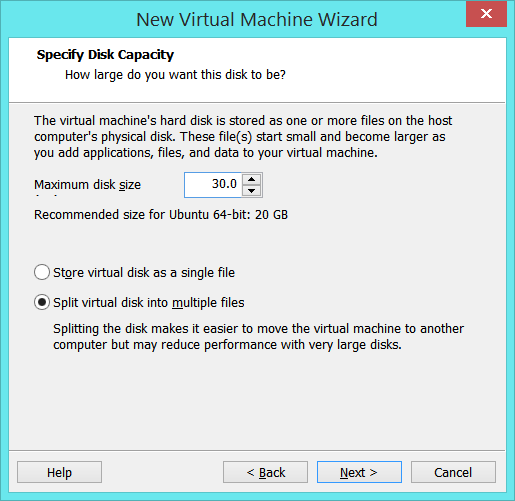 New Virtual Machine Wizard
Specify Disk Capacity
How large do you want this disk to be?
The virtual machine's hard disk is stored as one or more files on the host
computer's physical disk. These file(s) start small and become larger as
you add applications, files, and data to your virtual machine.
Maximum disk size
30.0
Recommended size for Ubuntu 64-bit: 20 GB
Store virtual disk as a single file
Split virtual disk into multiple files
Splitting the disk makes it easier to move the virtual machine to another
computer but may reduce performance with very large disks.
Help
< Back
Next >
Cancel